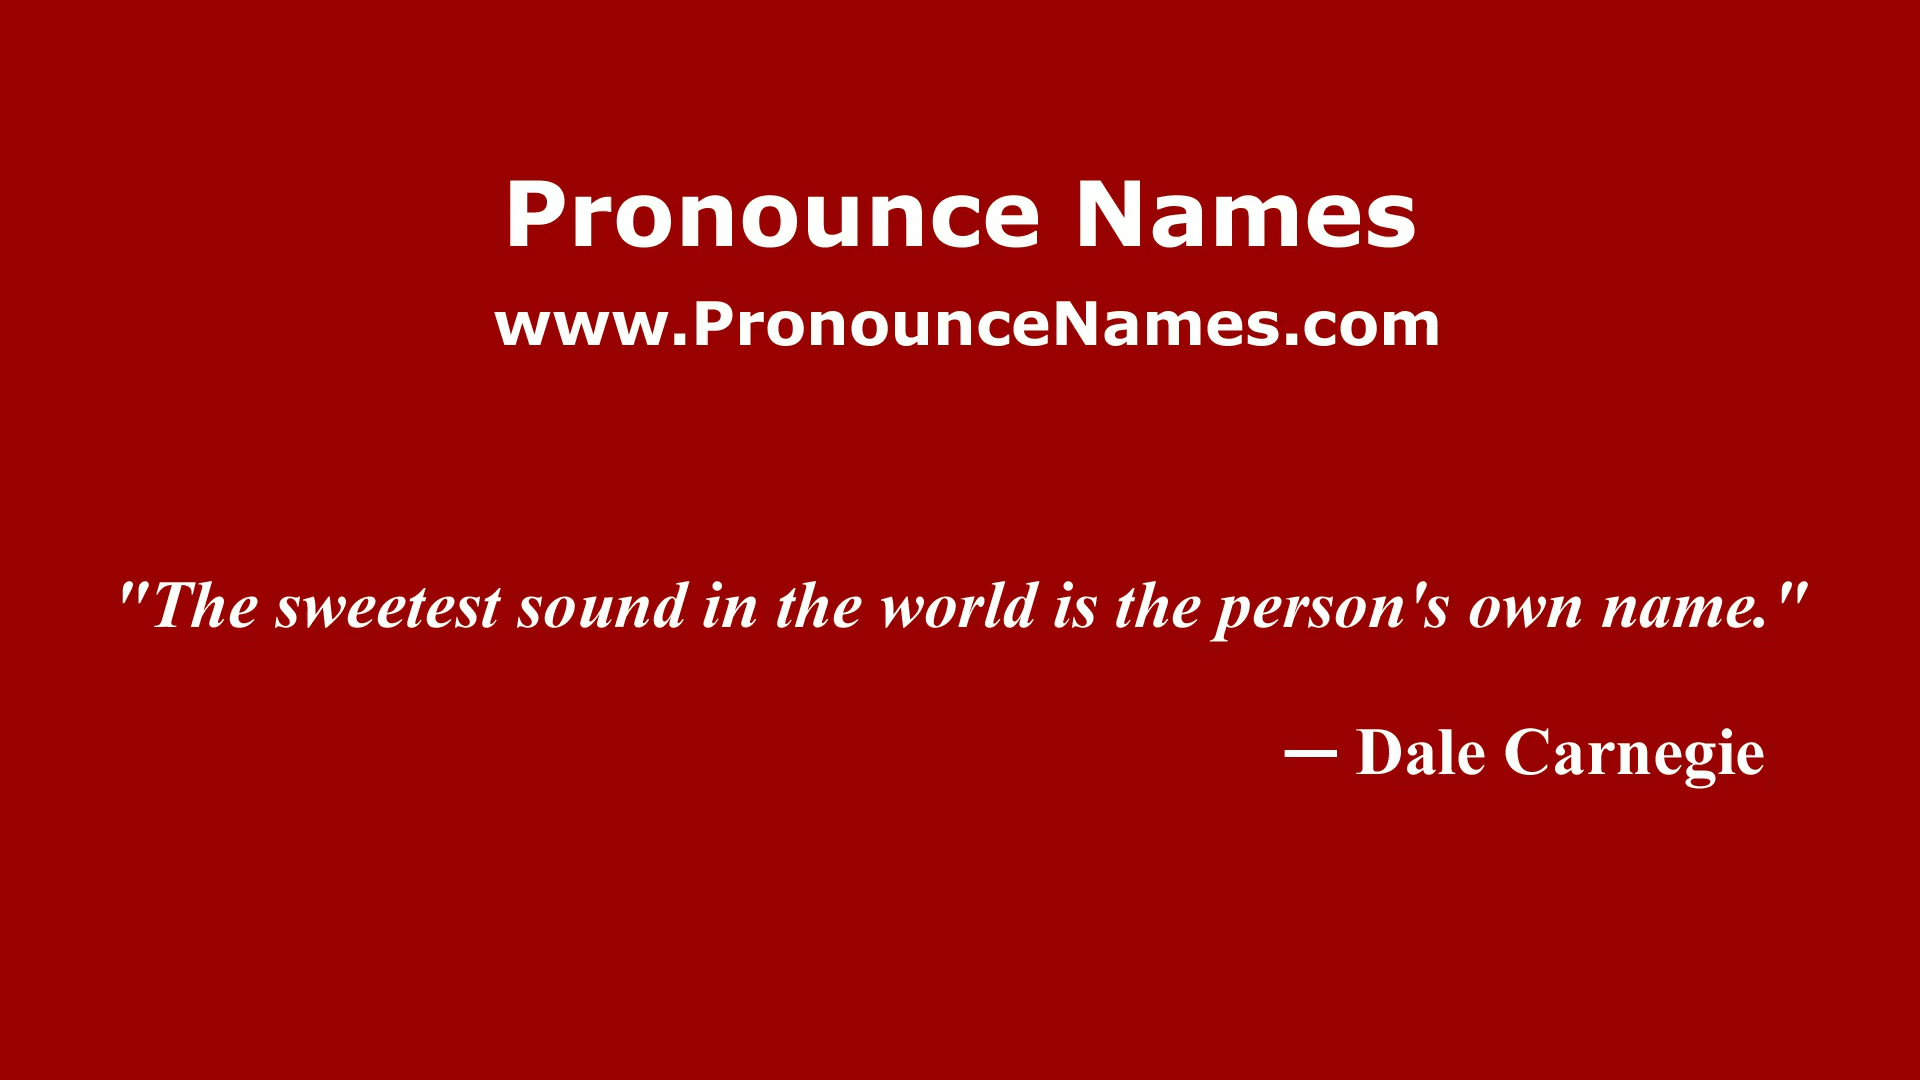 Pronounce Names
www.PronounceNames.com
"The sweetest sound in the world is the person's own name."
— Dale Carnegie